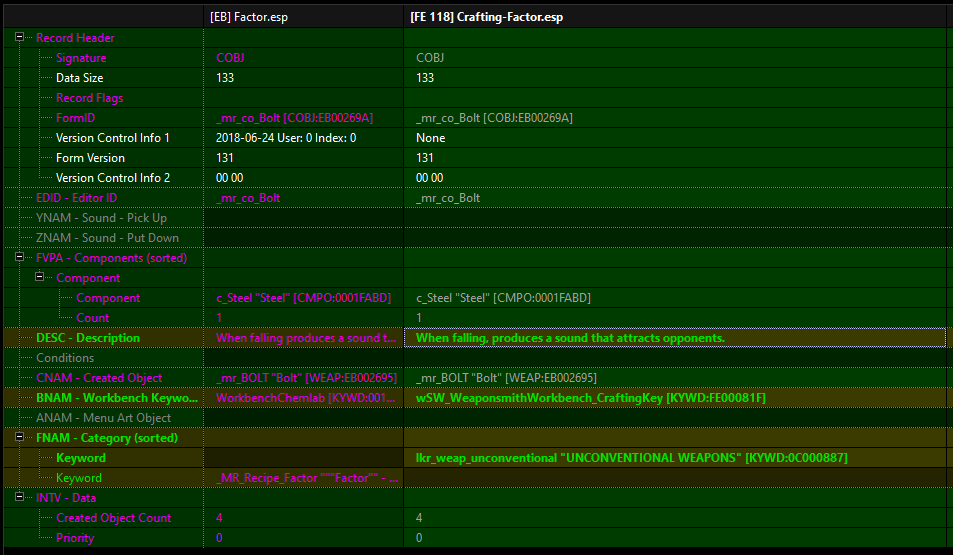 [EB] Factor.esp [FE 118] Crafting-Factor.esp
Record Header
Signature COBJ COBJ
Data Size 133 133
Record Flags
FormID _mr_co_Bolt [COBJ:EB00269A] _mr_co_Bolt [COBJ:EB00269A]
Version Control Info 1 2018-06-24 User: 0 Index: 0 None
Form Version 131 131
Version Control Info 2 00 00 00 00
EDID - Editor ID _mr_co_Bolt _mr_co_Bolt
YNAM - Sound - Pick Up
ZNAM - Sound - Put Down
FVPA - Components (sorted)
Component
Component c_Steel "Steel" [CMPO:0001FABD] c_Steel "Steel" [CMPO:0001FABD]
Count 1 1
DESC - Description When falling produces a sound t... When falling, produces a sound that attracts opponents.
Conditions
CNAM - Created Object _mr_BOLT "Bolt" [WEAP:EB002695] _mr_BOLT "Bolt" [WEAP:EB002695]
BNAM - Workbench Keywo... WorkbenchChemlab [KYWD:001... wSW_WeaponsmithWorkbench_CraftingKey [KYWD:FE00081F]
ANAM - Menu Art Object
FNAM - Category (sorted)
Keyword lkr_weap_unconventional "UNCONVENTIONAL WEAPONS" [KYWD:0C000887]
Keyword _MR_Recipe_Factor """Factor"" - ...
INTV - Data
Created Object Count 4 4
Priority 0 0